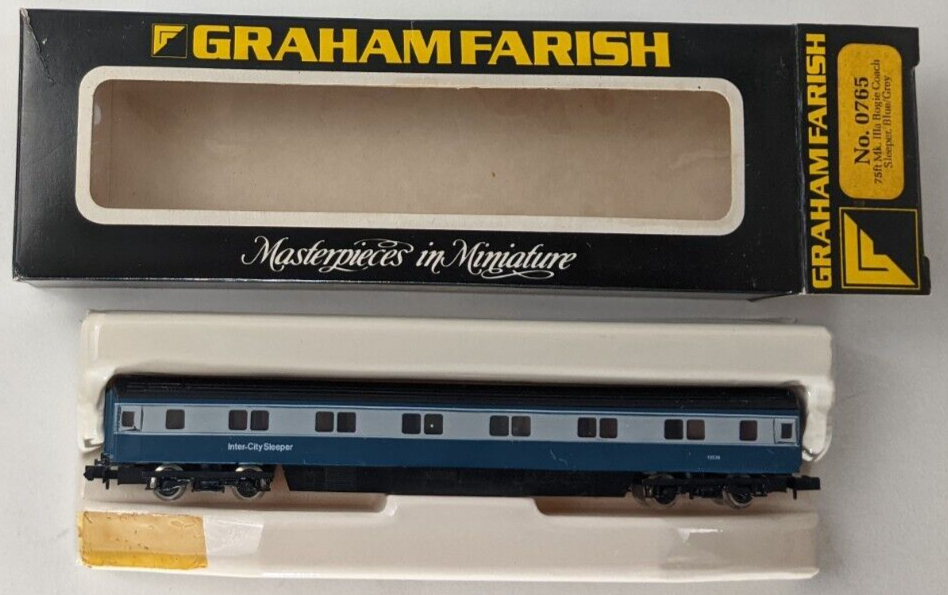 GRAHAM FARISH
Masterpieces in Miniature
GRAHAM FARISH
No. 0765
75ft Mk. IIIa Bogie Coach
Sleeper, Blue/Grey
Inter-City Sleeper